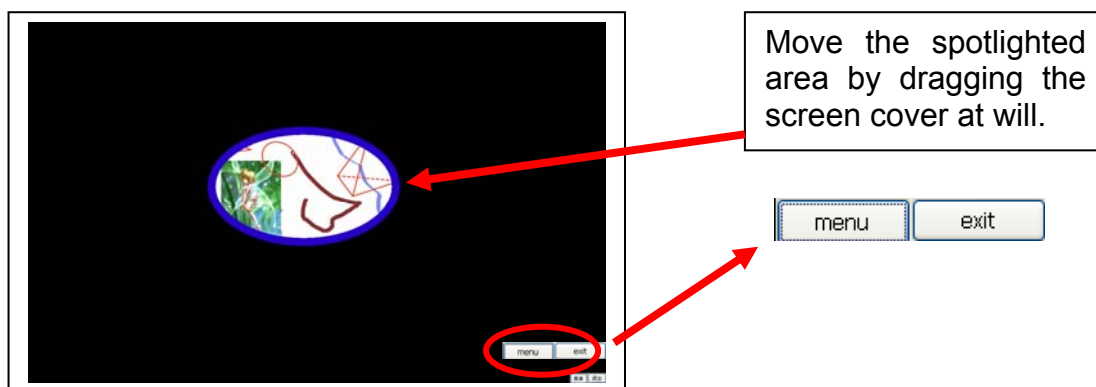 Move the spotlighted
area by dragging the
screen cover at will.
menu exit
menu exit